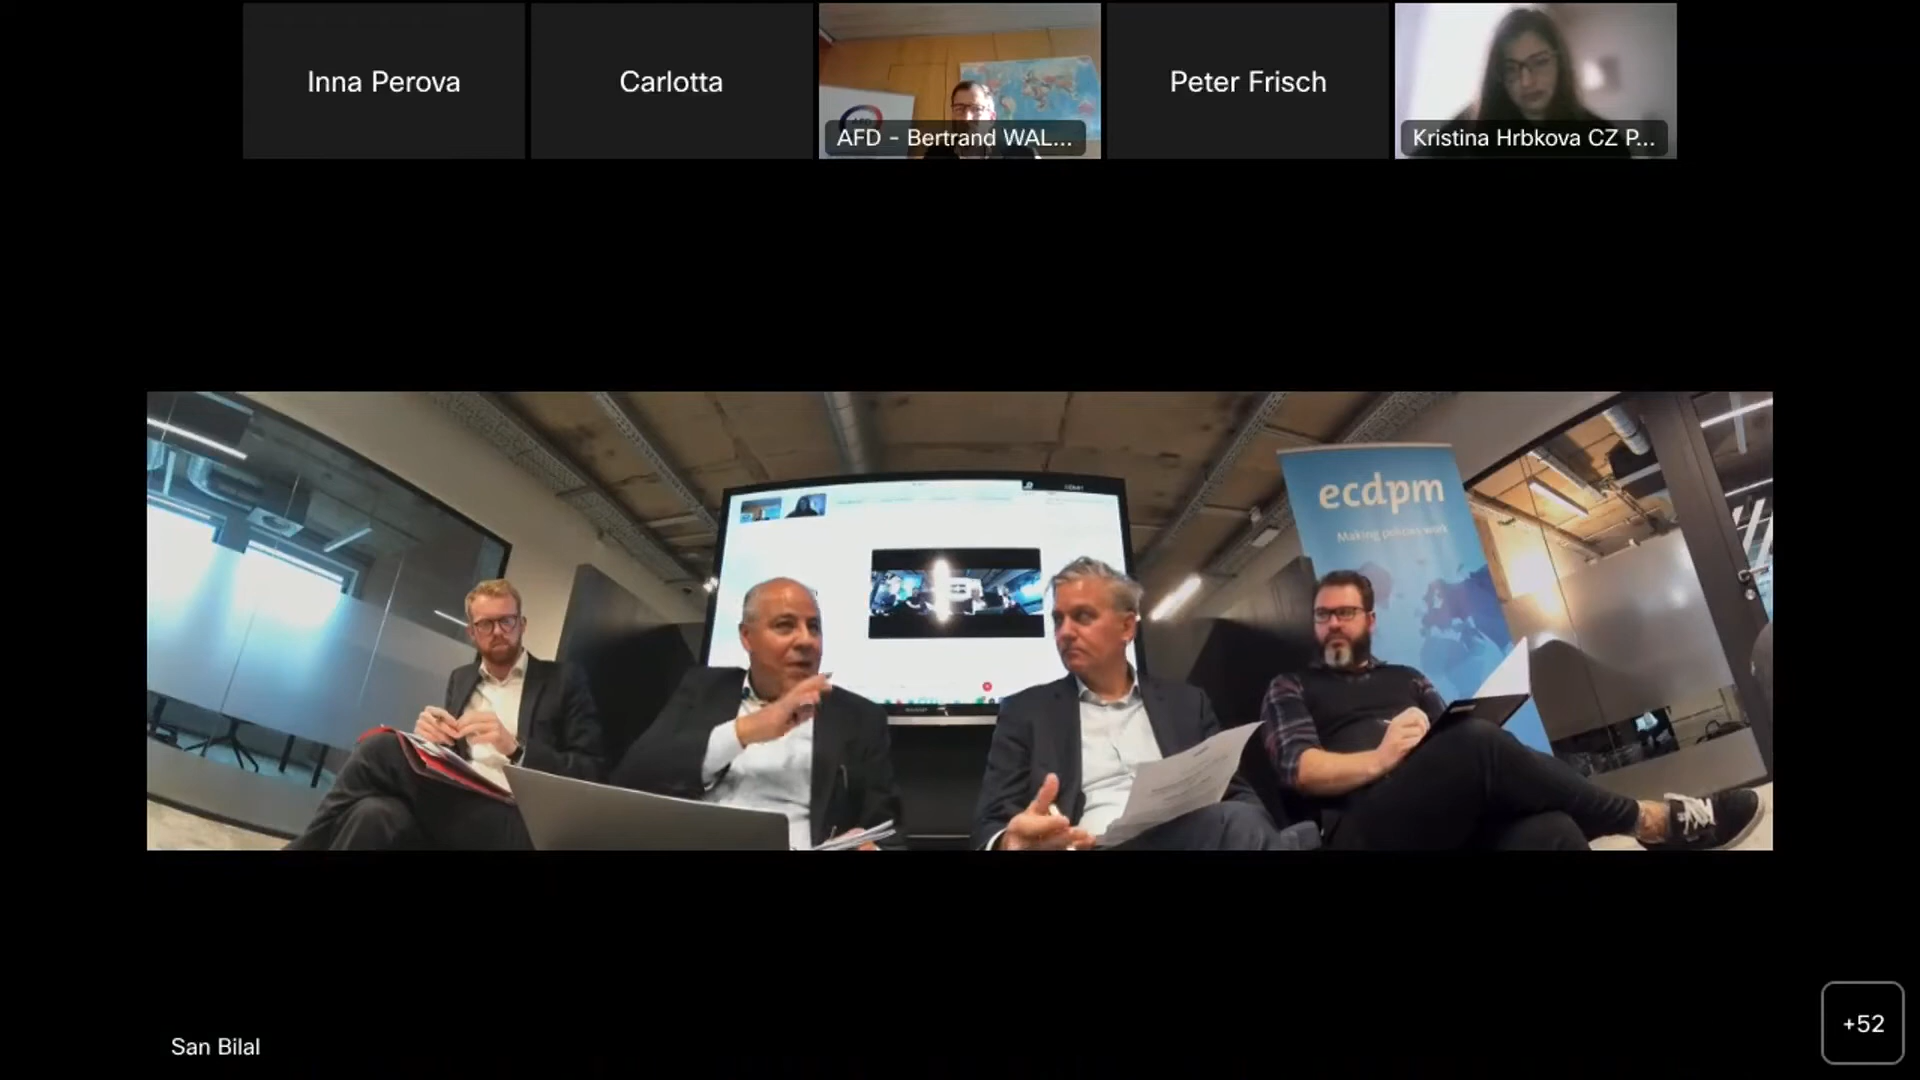 Inna Perova
Carlotta
AFD - Bertrand WAL...
Peter Frisch
Kristina Hrbkova CZ P...
ecdpm
Making policies work
San Bilal
+52